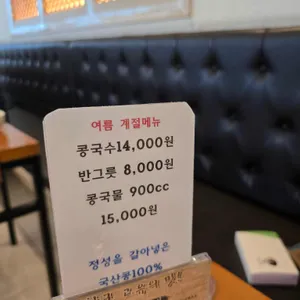 여름 계절메뉴
콩국수14,000원
반그릇 8,000원
콩국물 900cc
15,000원
정성을 갈아넣은
국산콩100%